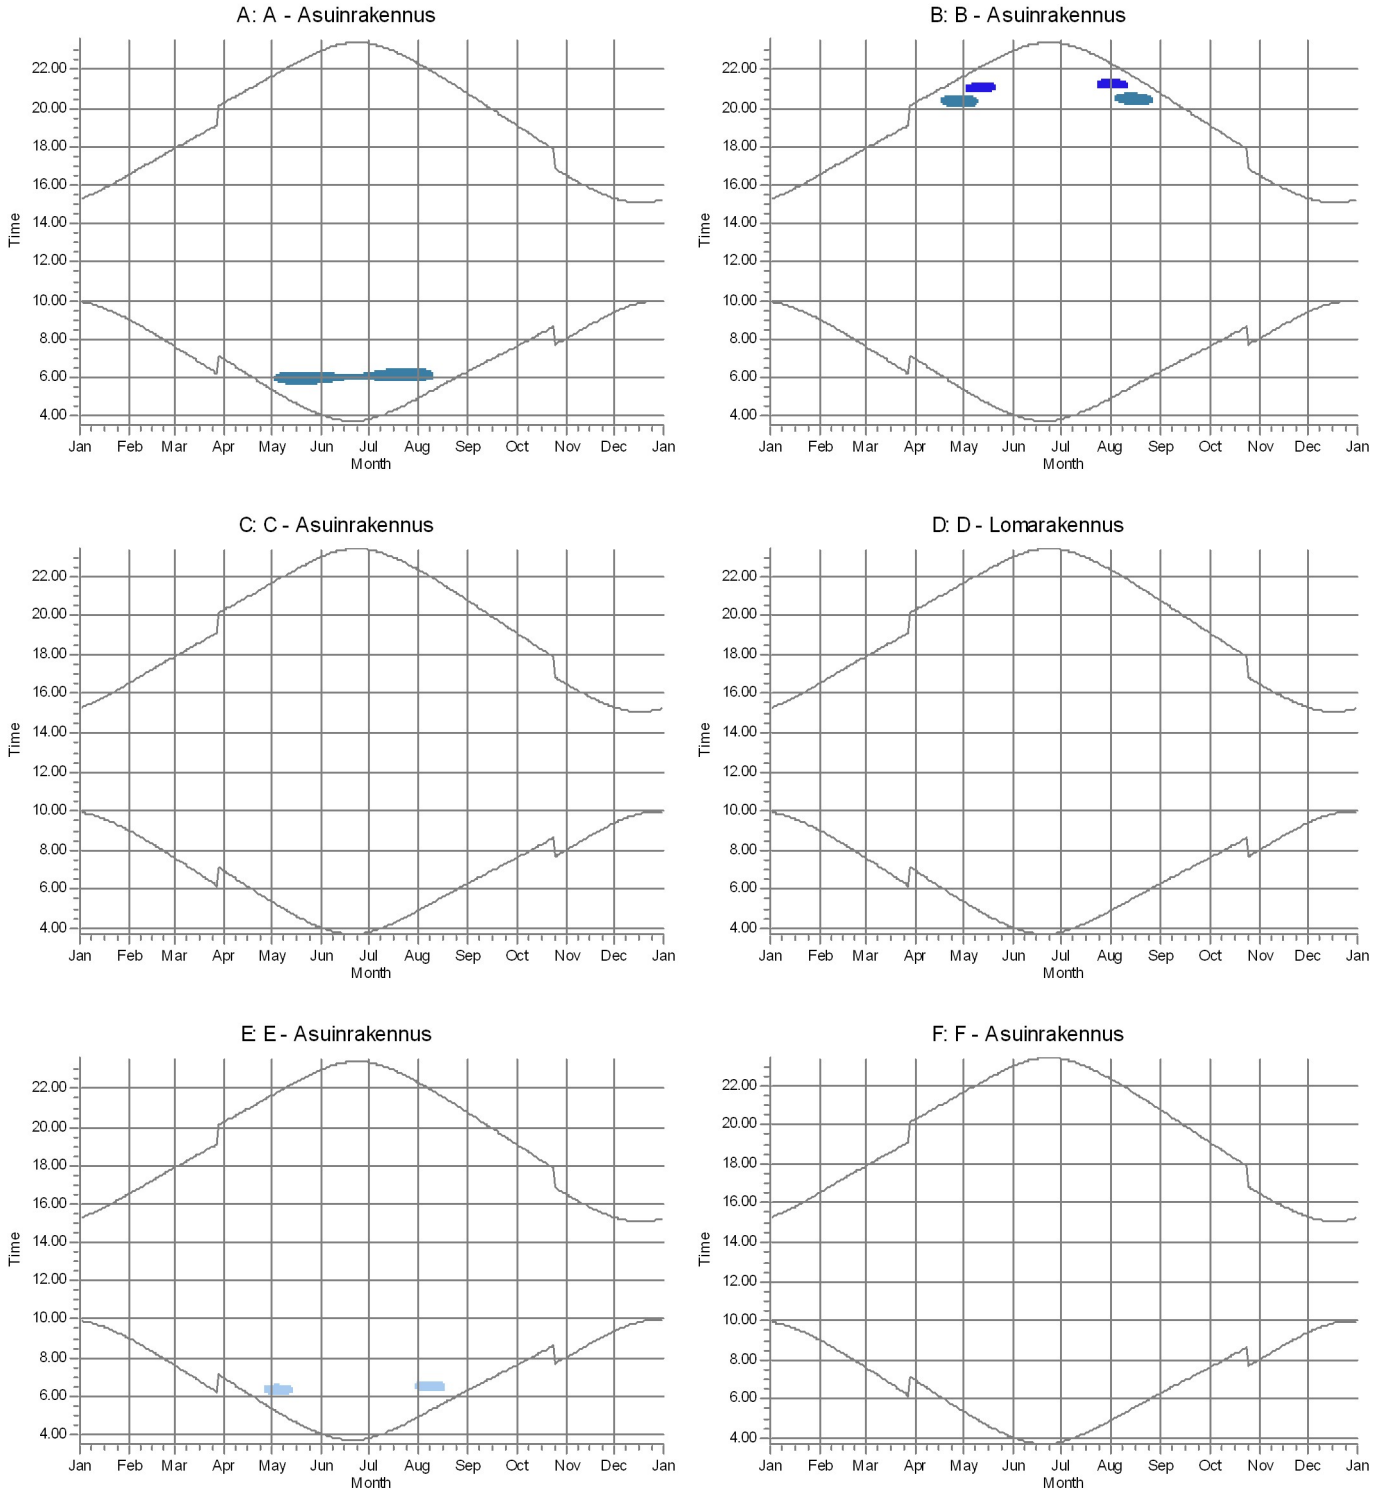 A: A - Asuinrakennus
22.00
20.00
18.00
16.00
14.00
12.00
10.00
8.00
6.00
4.00
Time
Jan Feb Mar Apr May Jun Jul Aug Sep Oct Nov Dec Jan
Month
B: B - Asuinrakennus
22.00
20.00
18.00
16.00
14.00
12.00
10.00
8.00
6.00
4.00
Time
Jan Feb Mar Apr May Jun Jul Aug Sep Oct Nov Dec Jan
Month
C: C - Asuinrakennus
22.00
20.00
18.00
16.00
14.00
12.00
10.00
8.00
6.00
4.00
Time
Jan Feb Mar Apr May Jun Jul Aug Sep Oct Nov Dec Jan
Month
D: D - Lomarakennus
22.00
20.00
18.00
16.00
14.00
12.00
10.00
8.00
6.00
4.00
Time
Jan Feb Mar Apr May Jun Jul Aug Sep Oct Nov Dec Jan
Month
E: E - Asuinrakennus
22.00
20.00
18.00
16.00
14.00
12.00
10.00
8.00
6.00
4.00
Time
Jan Feb Mar Apr May Jun Jul Aug Sep Oct Nov Dec Jan
Month
F: F - Asuinrakennus
22.00
20.00
18.00
16.00
14.00
12.00
10.00
8.00
6.00
4.00
Time
Jan Feb Mar Apr May Jun Jul Aug Sep Oct Nov Dec Jan
Month